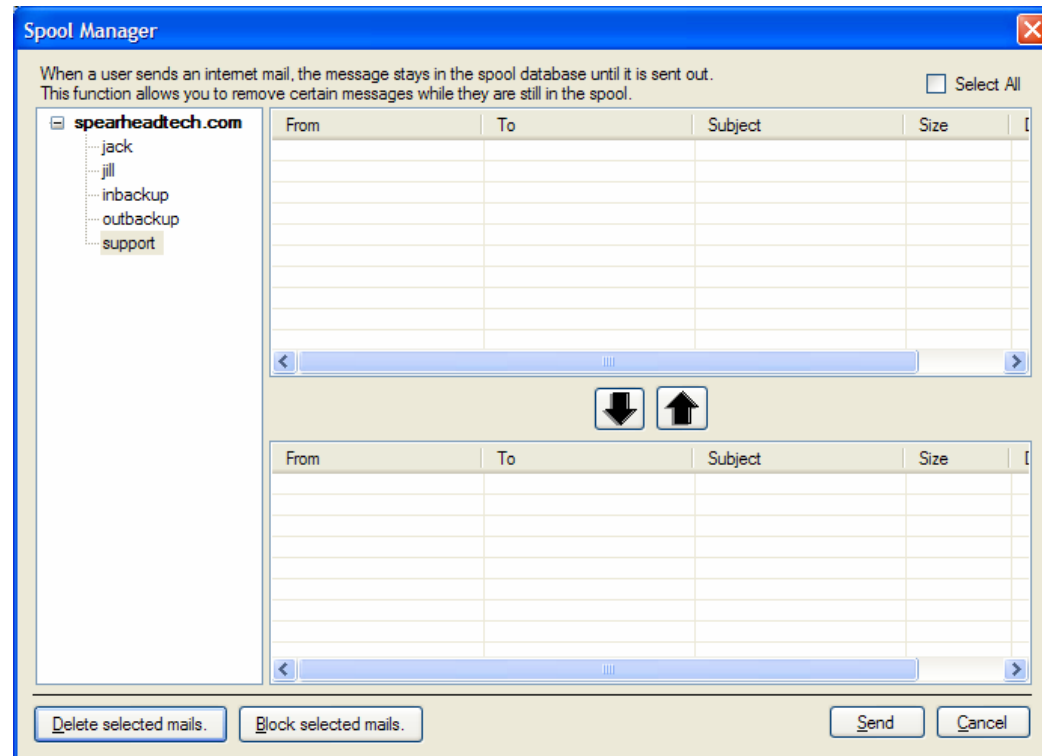 Spool Manager
When a user sends an internet mail, the message stays in the spool database until it is sent out.
This function allows you to remove certain messages while they are still in the spool.
Select All
spearheadtech.com
jack
jill
inbackup
outbackup
support
From To Subject Size
From To Subject Size
Delete selected mails. Block selected mails. Send Cancel